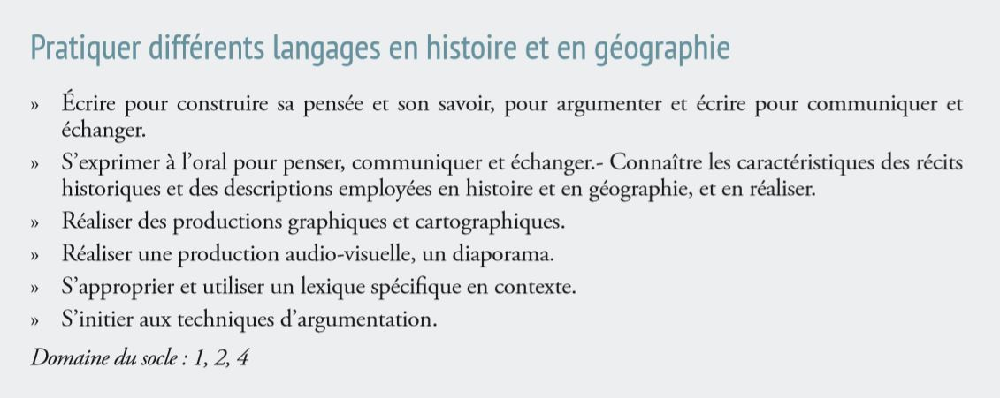 Pratiquer différents langages en histoire et en géographie
» Écrire pour construire sa pensée et son savoir, pour argumenter et écrire pour communiquer et
échanger.
» S’exprimer à l’oral pour penser, communiquer et échanger.- Connaître les caractéristiques des récits
historiques et des descriptions employées en histoire et en géographie, et en réaliser.
» Réaliser des productions graphiques et cartographiques.
» Réaliser une production audio-visuelle, un diaporama.
» S’approprier et utiliser un lexique spécifique en contexte.
» S’initier aux techniques d’argumentation.
Domaine du socle : 1, 2, 4